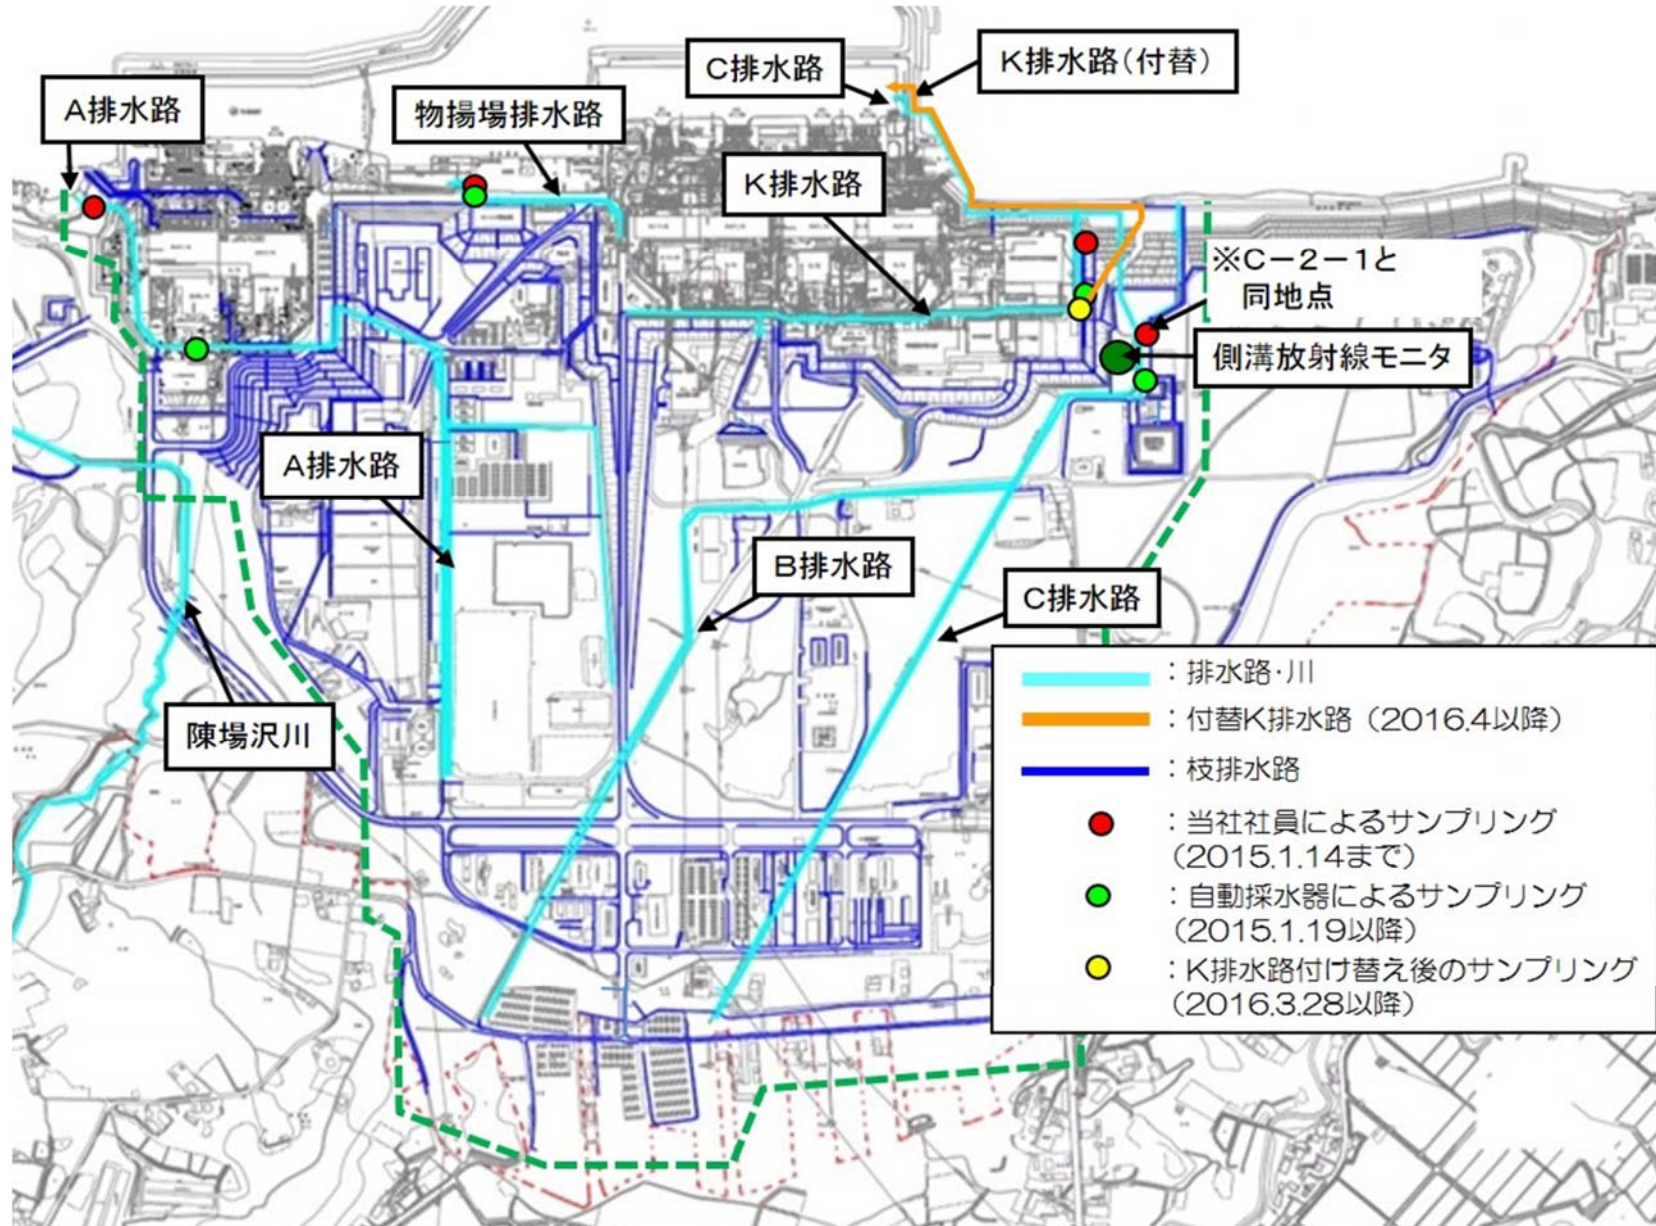 C排水路
K排水路(付替)
A排水路
物揚場排水路
K排水路
※C-2-1と
同地点
側溝放射線モニタ
A排水路
B排水路
C排水路
陳場沢川
:排水路・川
:付替K排水路(2016.4以降)
:枝排水路
:当社社員によるサンプリング
(2015.1.14まで)
:自動採水器によるサンプリング
(2015.1.19以降)
:K排水路付け替え後のサンプリング
(2016.3.28以降)